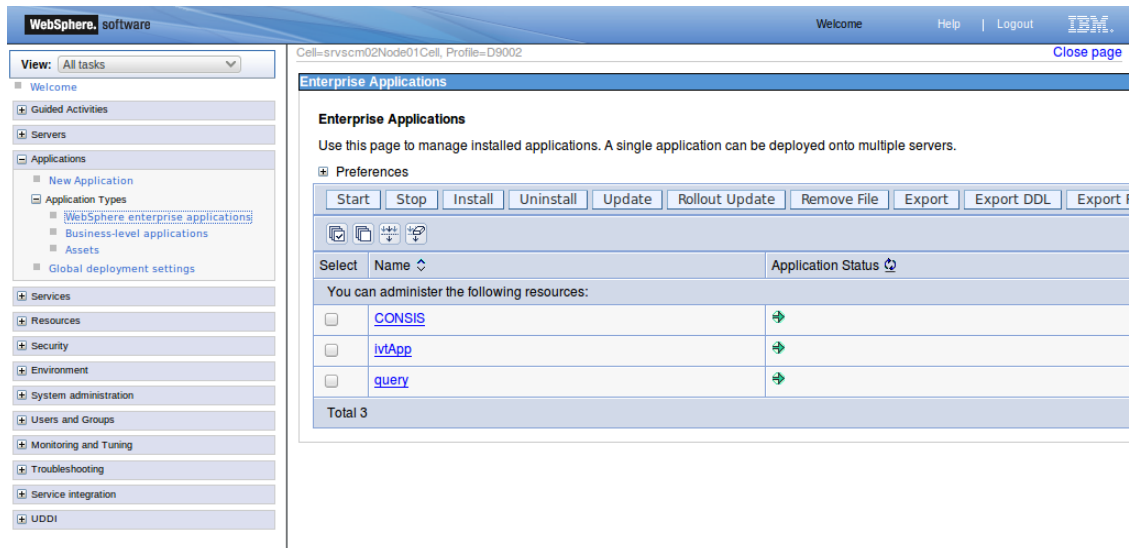 WebSphere. software
Welcome Help | Logout IBM.
View: All tasks
Welcome
Guided Activities
Servers
Applications
New Application
Application Types
WebSphere enterprise applications
Business-level applications
Assets
Global deployment settings
Services
Resources
Security
Environment
System administration
Users and Groups
Monitoring and Tuning
Troubleshooting
Service integration
UDDI
Cell=srvscm02Node01Cell, Profile=D9002
Close page
Enterprise Applications
Enterprise Applications
Use this page to manage installed applications. A single application can be deployed onto multiple servers.
Preferences
Start Stop Install Uninstall Update Rollout Update Remove File Export Export DDL Export
Select Name Application Status
You can administer the following resources:
CONSIS
ivtApp
query
Total 3